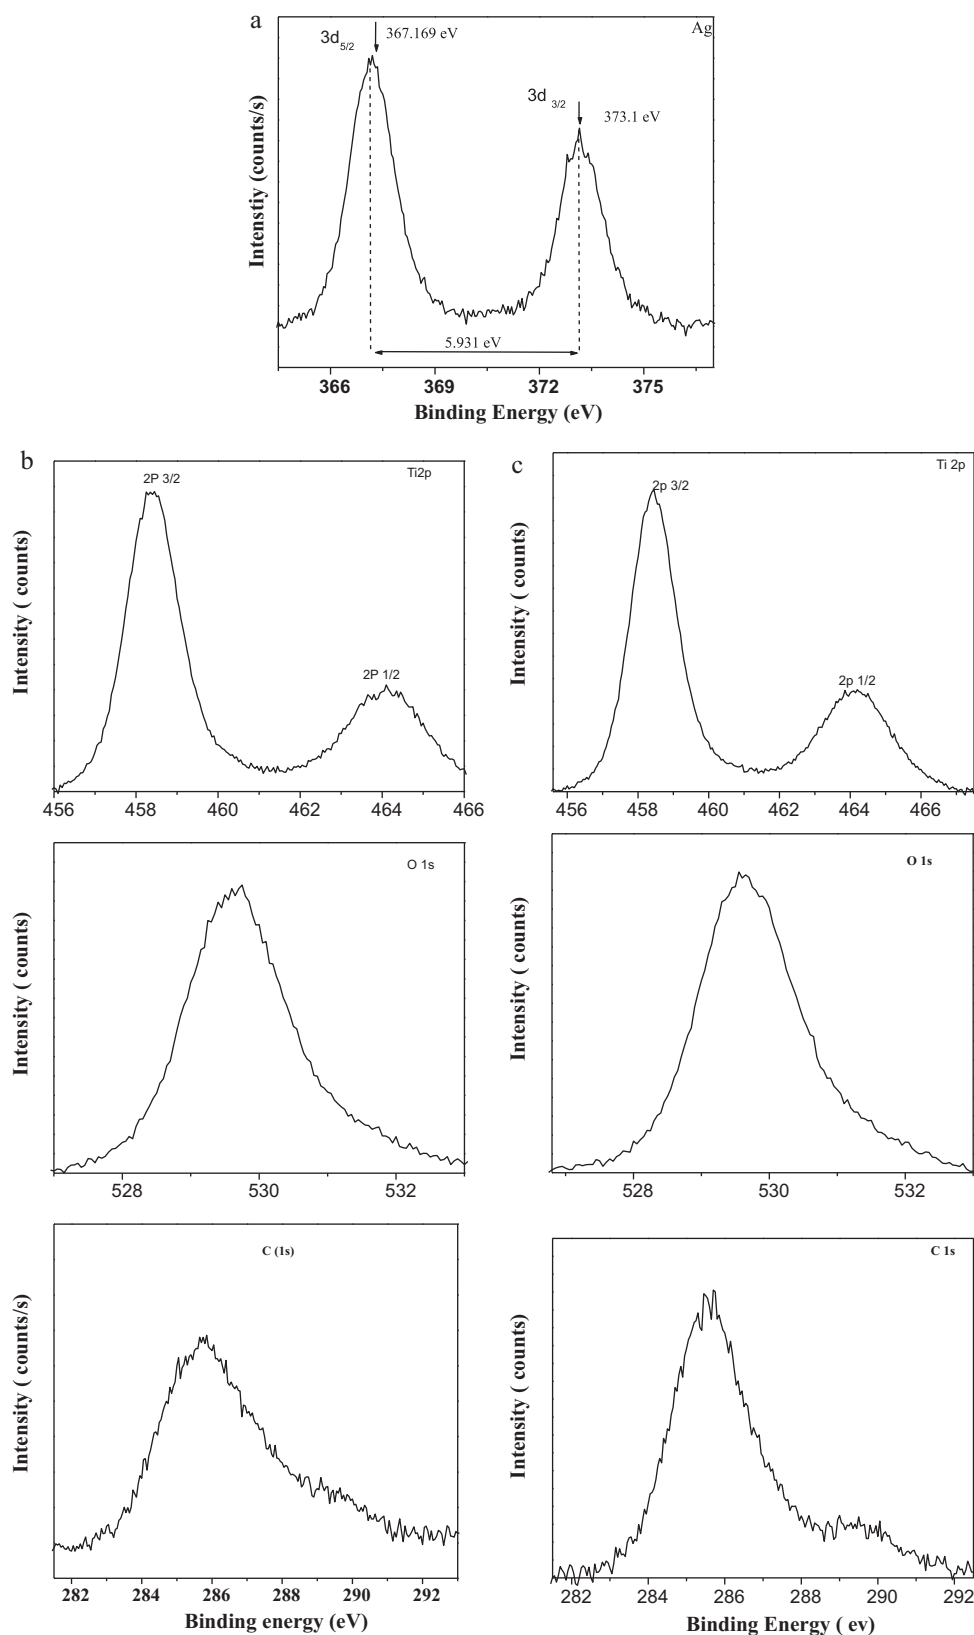 a
3d 5/2
367.169 eV
Ag
3d 3/2
373.1 eV
Intenstiy (counts/s)
5.931 eV
366 369 372 375
Binding Energy (eV)
b
2P 3/2
Ti2p
2P 1/2
Intensity ( counts)
456 458 460 462 464 466
c
2p 3/2
Ti 2p
2p 1/2
Intensity ( counts)
456 458 460 462 464 466
O 1s
Intensity ( counts)
528 530 532
O 1s
Intensity ( counts)
528 530 532
C (1s)
Intensity ( counts/s)
282 284 286 288 290 292
Binding energy (eV)
C 1s
Intensity ( counts)
282 284 286 288 290 292
Binding Energy ( ev)